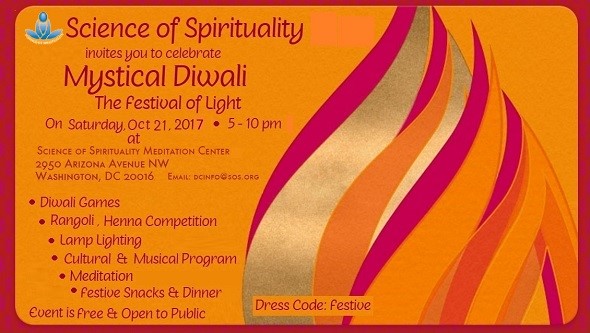 Science of Spirituality
invites you to celebrate
Mystical Diwali
The Festival of Light
On Saturday, Oct 21, 2017 • 5 - 10 pm
at
Science of Spirituality Meditation Center
2950 Arizona Avenue NW
Washington, DC 20016 Email: dcinfo@sos.org
• Diwali Games
• Rangoli , Henna Competition
• Lamp Lighting
• Cultural & Musical Program
• Meditation
• Festive Snacks & Dinner
Event is free & Open to Public
Dress Code: Festive